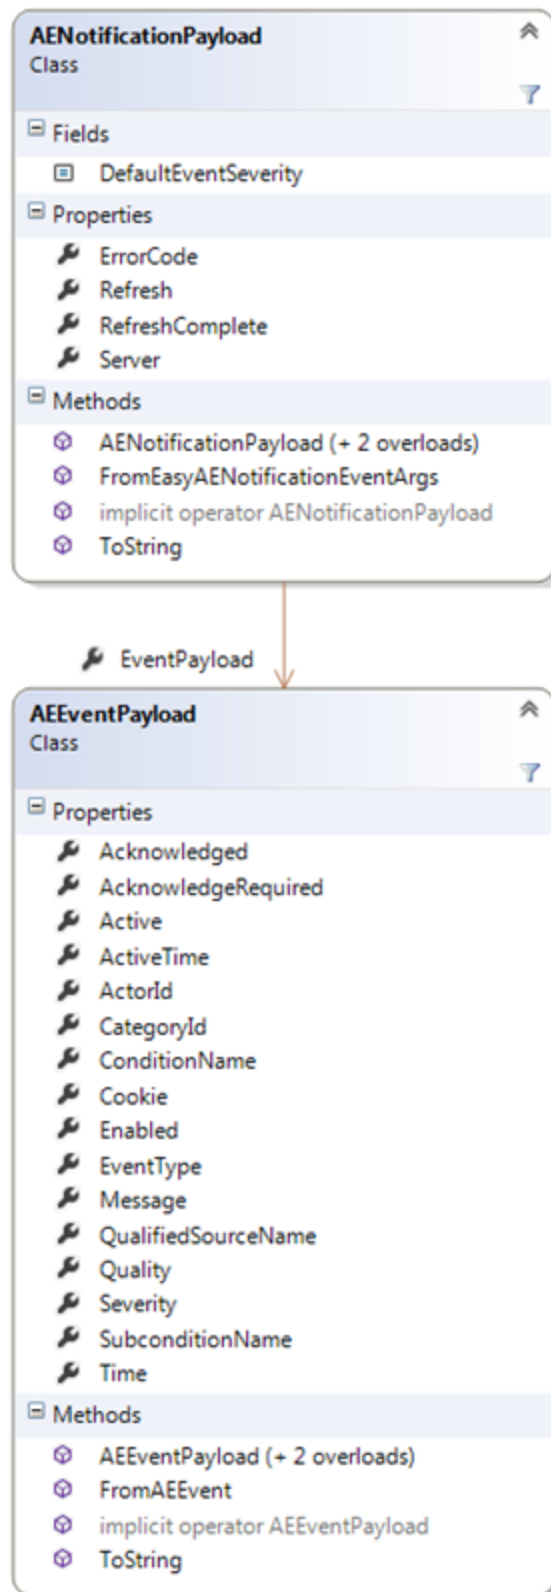 AENotificationPayload
Class
Fields
DefaultEventSeverity
Properties
ErrorCode
Refresh
RefreshComplete
Server
Methods
AENotificationPayload (+ 2 overloads)
FromEasyAENotificationEventArgs
implicit operator AENotificationPayload
ToString
EventPayload
AEEventPayload
Class
Properties
Acknowledged
AcknowledgeRequired
Active
ActiveTime
ActorId
CategoryId
ConditionName
Cookie
Enabled
EventType
Message
QualifiedSourceName
Quality
Severity
SubconditionName
Time
Methods
AEEventPayload (+ 2 overloads)
FromAEEvent
implicit operator AEEventPayload
ToString